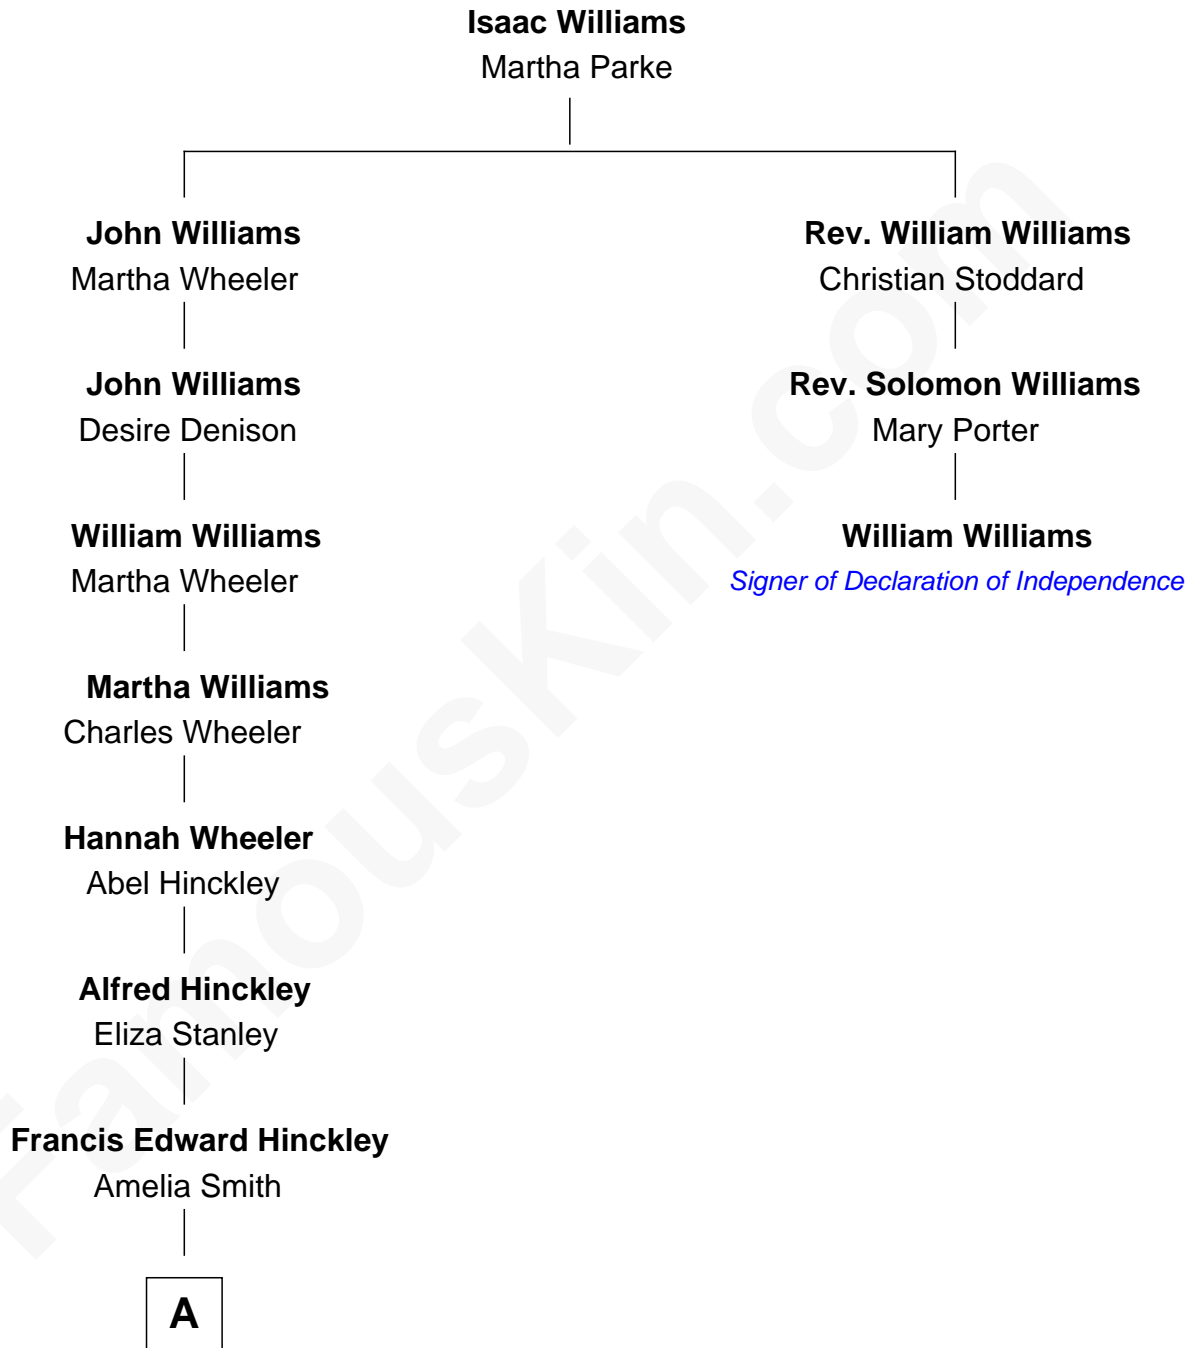 Isaac Williams
Martha Parke
John Williams
Martha Wheeler
Rev. William Williams
Christian Stoddard
John Williams
Desire Denison
Rev. Solomon Williams
Mary Porter
William Williams
Martha Wheeler
William Williams
Signer of Declaration of Independence
Martha Williams
Charles Wheeler
Hannah Wheeler
Abel Hinckley
Alfred Hinckley
Eliza Stanley
Francis Edward Hinckley
Amelia Smith
A
FamousKin.com